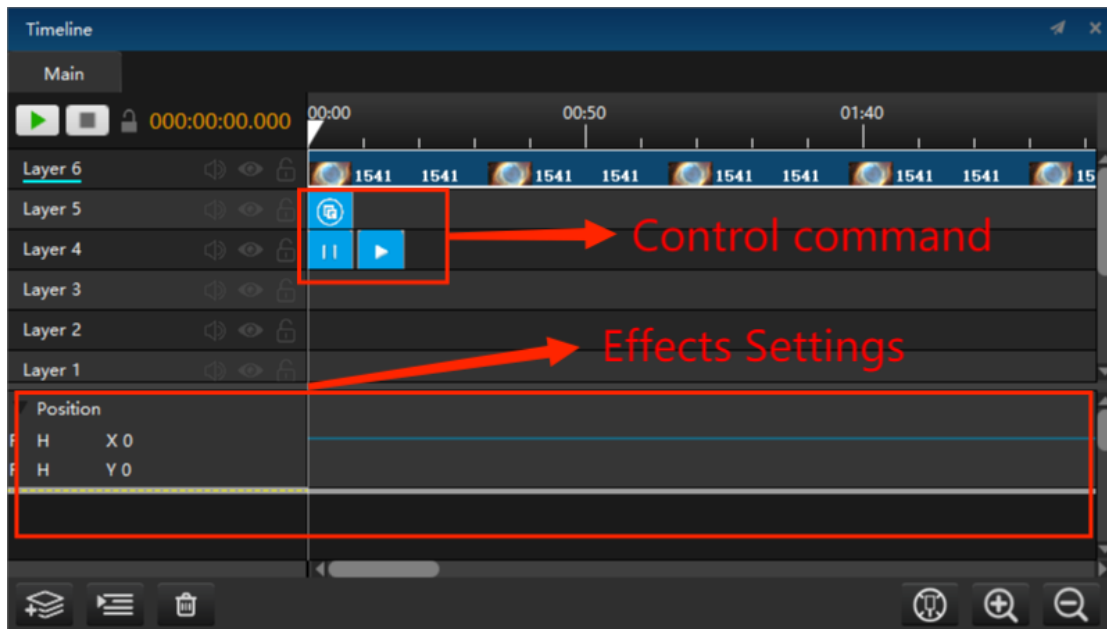 Timeline
Main
000:00:00.000 00:00 00:50 01:40
Layer 6 1541 1541 1541 1541 1541 1541 1541 1541 15
Layer 5
Control command
Layer 4
Layer 3
Layer 2
Effects Settings
Layer 1
Position
H X 0
H Y 0